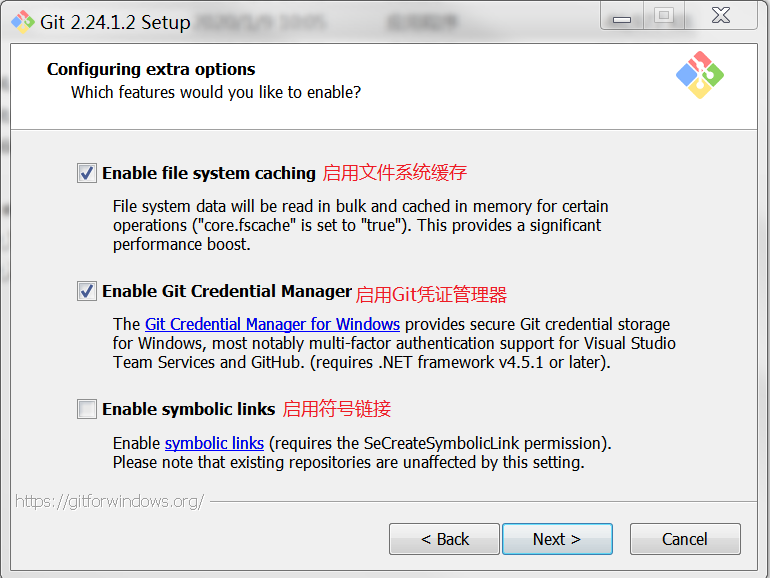 Git 2.24.1.2 Setup
Configuring extra options
Which features would you like to enable?
Enable file system caching 启用文件系统缓存
File system data will be read in bulk and cached in memory for certain
operations ("core.fscache" is set to "true"). This provides a significant
performance boost.
Enable Git Credential Manager 启用Git凭证管理器
The Git Credential Manager for Windows provides secure Git credential storage
for Windows, most notably multi-factor authentication support for Visual Studio
Team Services and GitHub. (requires .NET framework v4.5.1 or later).
Enable symbolic links 启用符号链接
Enable symbolic links (requires the SeCreateSymbolicLink permission).
Please note that existing repositories are unaffected by this setting.
https://gitforwindows.org/
< Back Next > Cancel